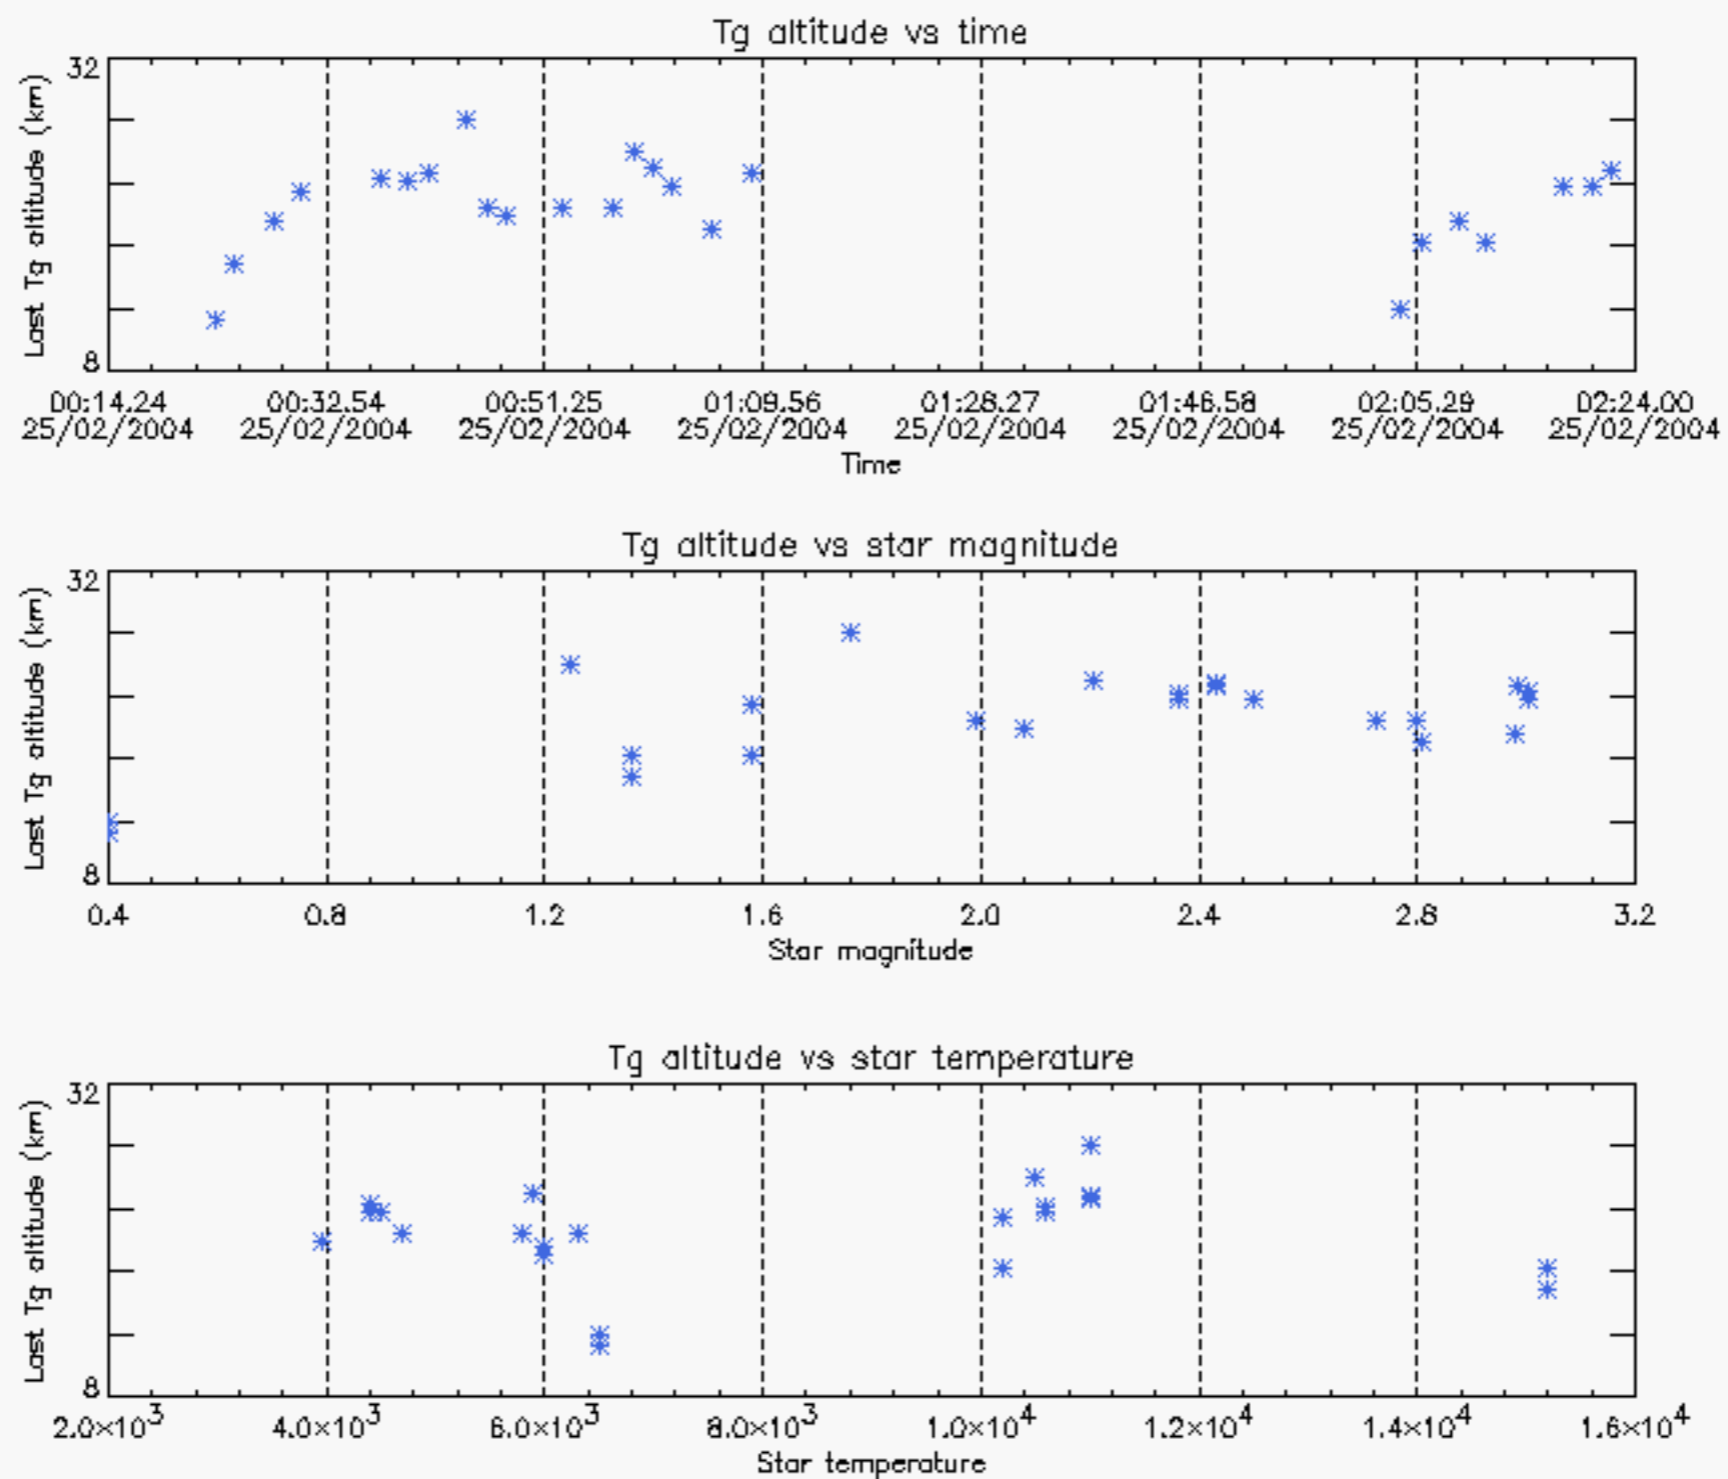 Tg altitude vs time
32
Last Tg altitude (km)
8
00:14.24 00:32.54 00:51.25 01:09.56 01:28.27 01:46.58 02:05.29 02:24.00
25/02/2004 25/02/2004 25/02/2004 25/02/2004 25/02/2004 25/02/2004 25/02/2004 25/02/2004
Time
Tg altitude vs star magnitude
32
Last Tg altitude (km)
8
0.4 0.8 1.2 1.6 2.0 2.4 2.8 3.2
Star magnitude
Tg altitude vs star temperature
32
Last Tg altitude (km)
8
2.0×10³ 4.0×10³ 6.0×10³ 8.0×10³ 1.0×10⁴ 1.2×10⁴ 1.4×10⁴ 1.6×10⁴
Star temperature